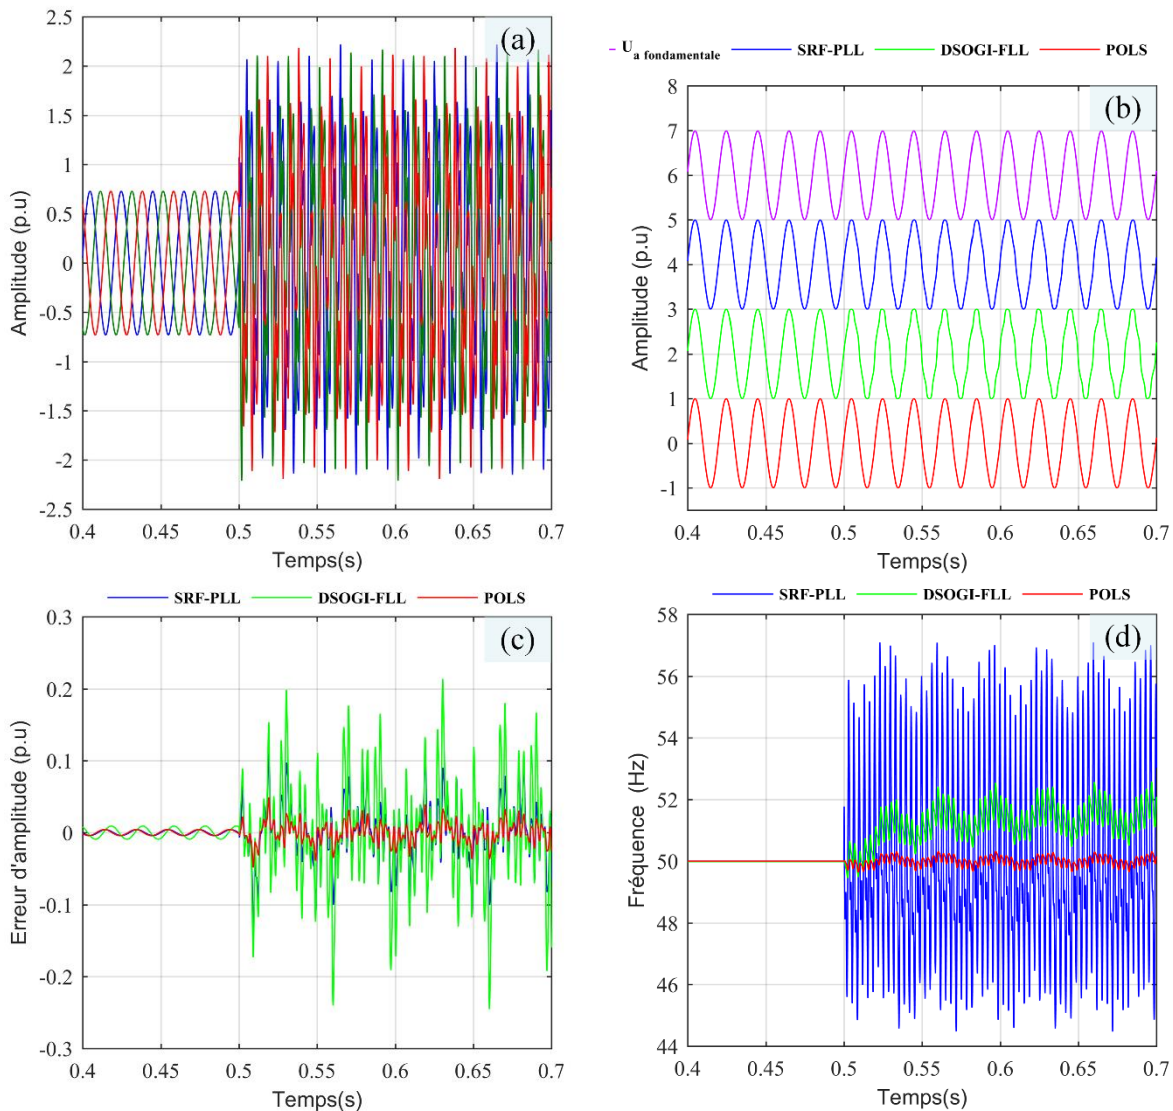 (a)
2.5
2
1.5
1
0.5
0
-0.5
-1
-1.5
-2
-2.5
Amplitude (p.u)
0.4 0.45 0.5 0.55 0.6 0.65 0.7
Temps(s)
U a fondamentale SRF-PLL DSOGI-FLL POLS
(b)
8
7
6
5
4
3
2
1
0
-1
Amplitude (p.u)
0.4 0.45 0.5 0.55 0.6 0.65 0.7
Temps(s)
SRF-PLL DSOGI-FLL POLS
(c)
0.3
0.2
0.1
0
-0.1
-0.2
-0.3
Erreur d'amplitude (p.u)
0.4 0.45 0.5 0.55 0.6 0.65 0.7
Temps(s)
SRF-PLL DSOGI-FLL POLS
(d)
58
56
54
52
50
48
46
44
Fréquence (Hz)
0.4 0.45 0.5 0.55 0.6 0.65 0.7
Temps(s)